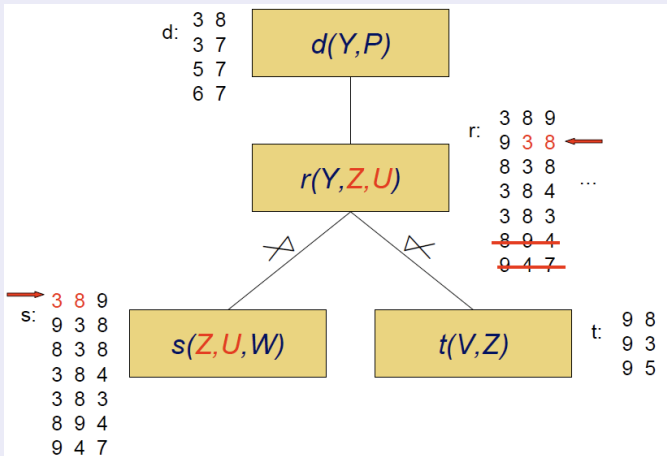 d:
3 8
3 7
5 7
6 7
d(Y,P)
r:
3 8 9
9 3 8
8 3 8
3 8 4
3 8 3
8 9 4
9 4 7
...
r(Y,Z,U)
s:
3 8 9
9 3 8
8 3 8
3 8 4
3 8 3
8 9 4
9 4 7
s(Z,U,W)
t(V,Z)
t:
9 8
9 3
9 5